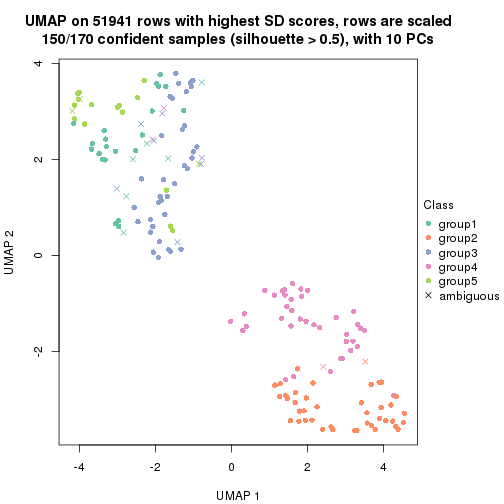 UMAP on 51941 rows with highest SD scores, rows are scaled
150/170 confident samples (silhouette > 0.5), with 10 PCs
4
2
0
-2
UMAP 2
-4
-2
0
2
4
UMAP 1
Class
group1
group2
group3
group4
group5
ambiguous